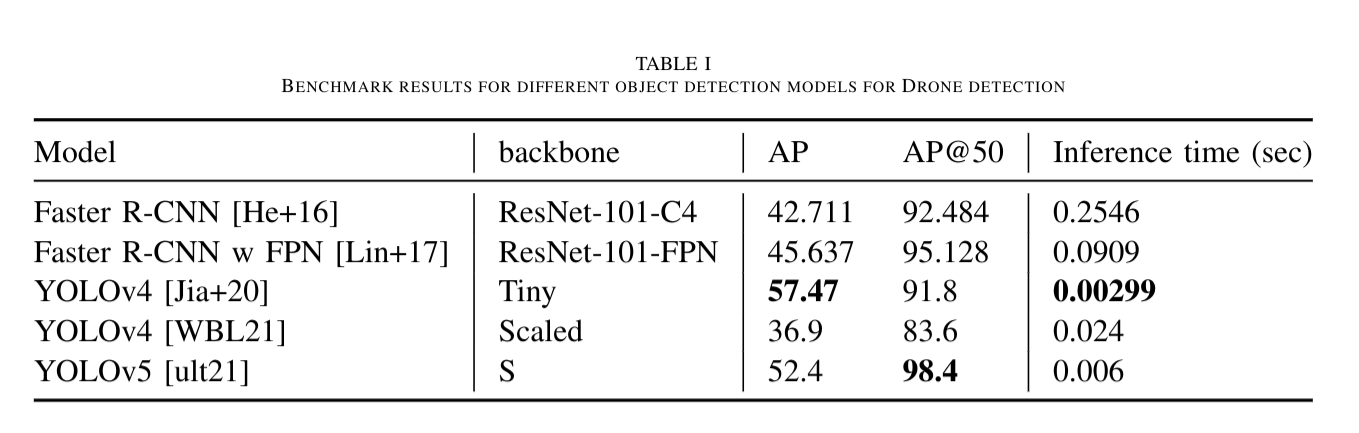 TABLE I
BENCHMARK RESULTS FOR DIFFERENT OBJECT DETECTION MODELS FOR DRONE DETECTION
Model backbone AP AP@50 Inference time (sec)
Faster R-CNN [He+16] ResNet-101-C4 42.711 92.484 0.2546
Faster R-CNN w FPN [Lin+17] ResNet-101-FPN 45.637 95.128 0.0909
YOLOv4 [Jia+20] Tiny 57.47 91.8 0.00299
YOLOv4 [WBL21] Scaled 36.9 83.6 0.024
YOLOv5 [ult21] S 52.4 98.4 0.006